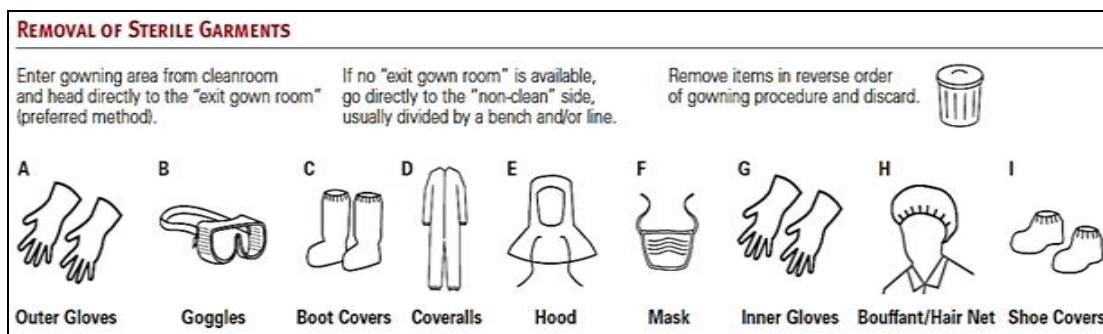 REMOVAL OF STERILE GARMENTS
Enter gowning area from cleanroom
and head directly to the “exit gown room”
(preferred method).
If no “exit gown room” is available,
go directly to the “non-clean” side,
usually divided by a bench and/or line.
Remove items in reverse order
of gowning procedure and discard.
A B C D E F G H I
Outer Gloves Goggles Boot Covers Coveralls Hood Mask Inner Gloves Bouffant/Hair Net Shoe Covers